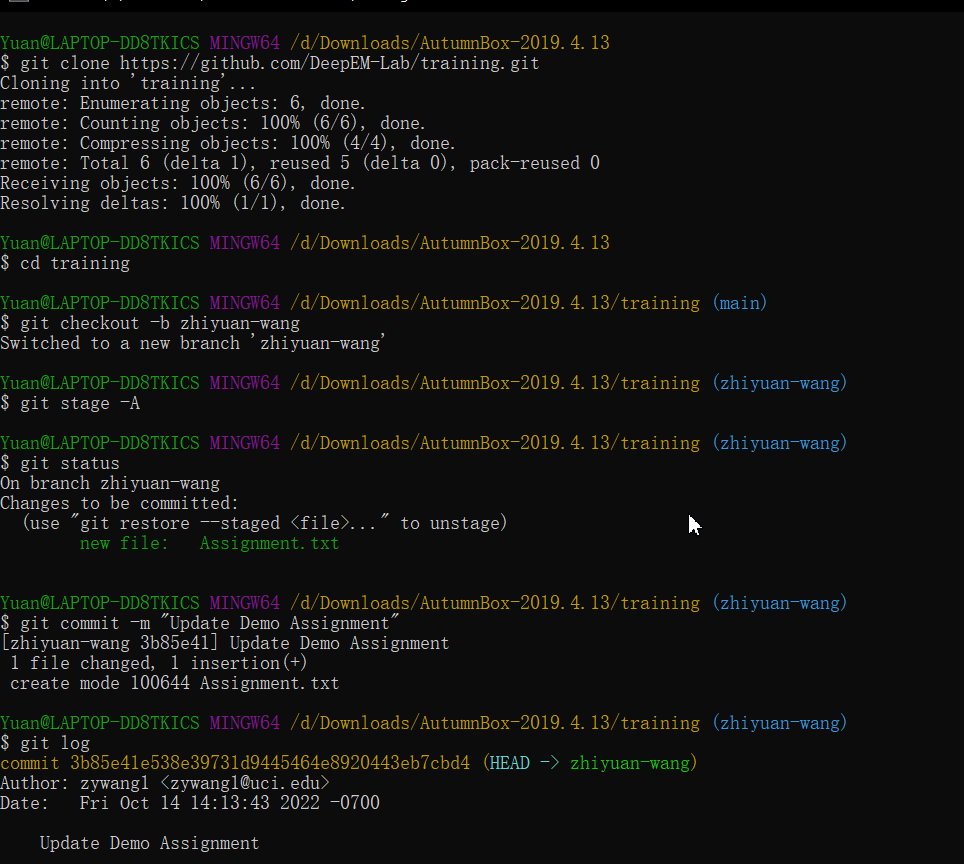 Yuan@LAPTOP-DD8TKICS MINGW64 /d/Downloads/AutumnBox-2019.4.13
$ git clone https://github.com/DeepEM-Lab/training.git
Cloning into 'training'...
remote: Enumerating objects: 6, done.
remote: Counting objects: 100% (6/6), done.
remote: Compressing objects: 100% (4/4), done.
remote: Total 6 (delta 1), reused 5 (delta 0), pack-reused 0
Receiving objects: 100% (6/6), done.
Resolving deltas: 100% (1/1), done.
Yuan@LAPTOP-DD8TKICS MINGW64 /d/Downloads/AutumnBox-2019.4.13
$ cd training
Yuan@LAPTOP-DD8TKICS MINGW64 /d/Downloads/AutumnBox-2019.4.13/training (main)
$ git checkout -b zhiyuan-wang
Switched to a new branch 'zhiyuan-wang'
Yuan@LAPTOP-DD8TKICS MINGW64 /d/Downloads/AutumnBox-2019.4.13/training (zhiyuan-wang)
$ git stage -A
Yuan@LAPTOP-DD8TKICS MINGW64 /d/Downloads/AutumnBox-2019.4.13/training (zhiyuan-wang)
$ git status
On branch zhiyuan-wang
Changes to be committed:
  (use "git restore --staged <file>..." to unstage)
        new file:   Assignment.txt
Yuan@LAPTOP-DD8TKICS MINGW64 /d/Downloads/AutumnBox-2019.4.13/training (zhiyuan-wang)
$ git commit -m "Update Demo Assignment"
[zhiyuan-wang 3b85e41] Update Demo Assignment
 1 file changed, 1 insertion(+)
 create mode 100644 Assignment.txt
Yuan@LAPTOP-DD8TKICS MINGW64 /d/Downloads/AutumnBox-2019.4.13/training (zhiyuan-wang)
$ git log
commit 3b85e41e538e39731d9445464e8920443eb7cbd4 (HEAD -> zhiyuan-wang)
Author: zywang1 <zywang1@uci.edu>
Date:   Fri Oct 14 14:13:43 2022 -0700
    Update Demo Assignment